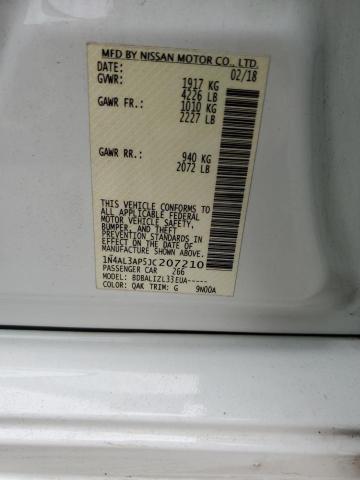 MFD BY NISSAN MOTOR CO., LTD.
DATE: 02/18
GVWR: 1917 KG
4226 LB
GAWR FR: 1010 KG
2227 LB
GAWR RR: 940 KG
2072 LB
THIS VEHICLE CONFORMS TO
ALL APPLICABLE FEDERAL
MOTOR VEHICLE SAFETY,
BUMPER, AND THEFT
PREVENTION STANDARDS IN
EFFECT ON THE DATE OF
MANUFACTURE SHOWN ABOVE.
1N4AL3AP5JC207210
PASSENGER CAR 266
MODEL: BDBALIZL33EUA-----
COLOR: QAK TRIM: G 9N00A